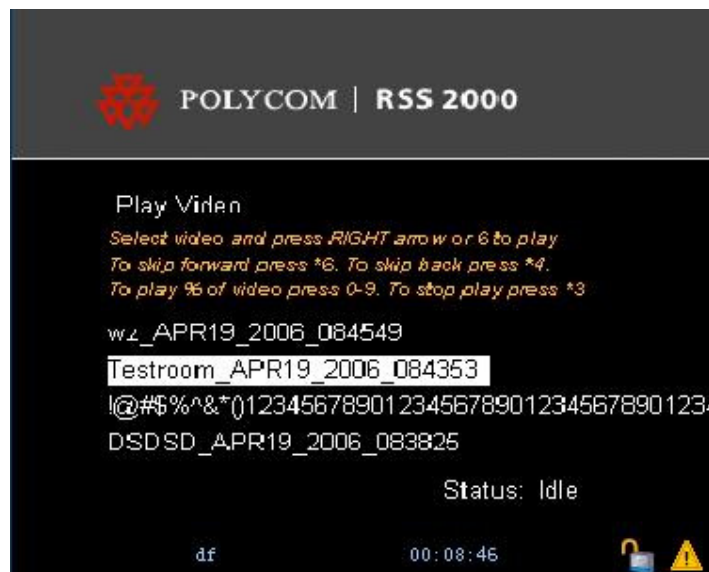 POLYCOM | RSS 2000
Play Video
Select video and press RIGHT arrow or 6 to play
To skip forward press *6. To skip back press *4.
To play % of video press 0-9. To stop play press *3
wz_APR19_2006_084549
Testroom_APR19_2006_084353
!@#$%^&*()123456789012345678901234567890123
DSDSD_APR19_2006_083825
Status: Idle
df 00:08:46